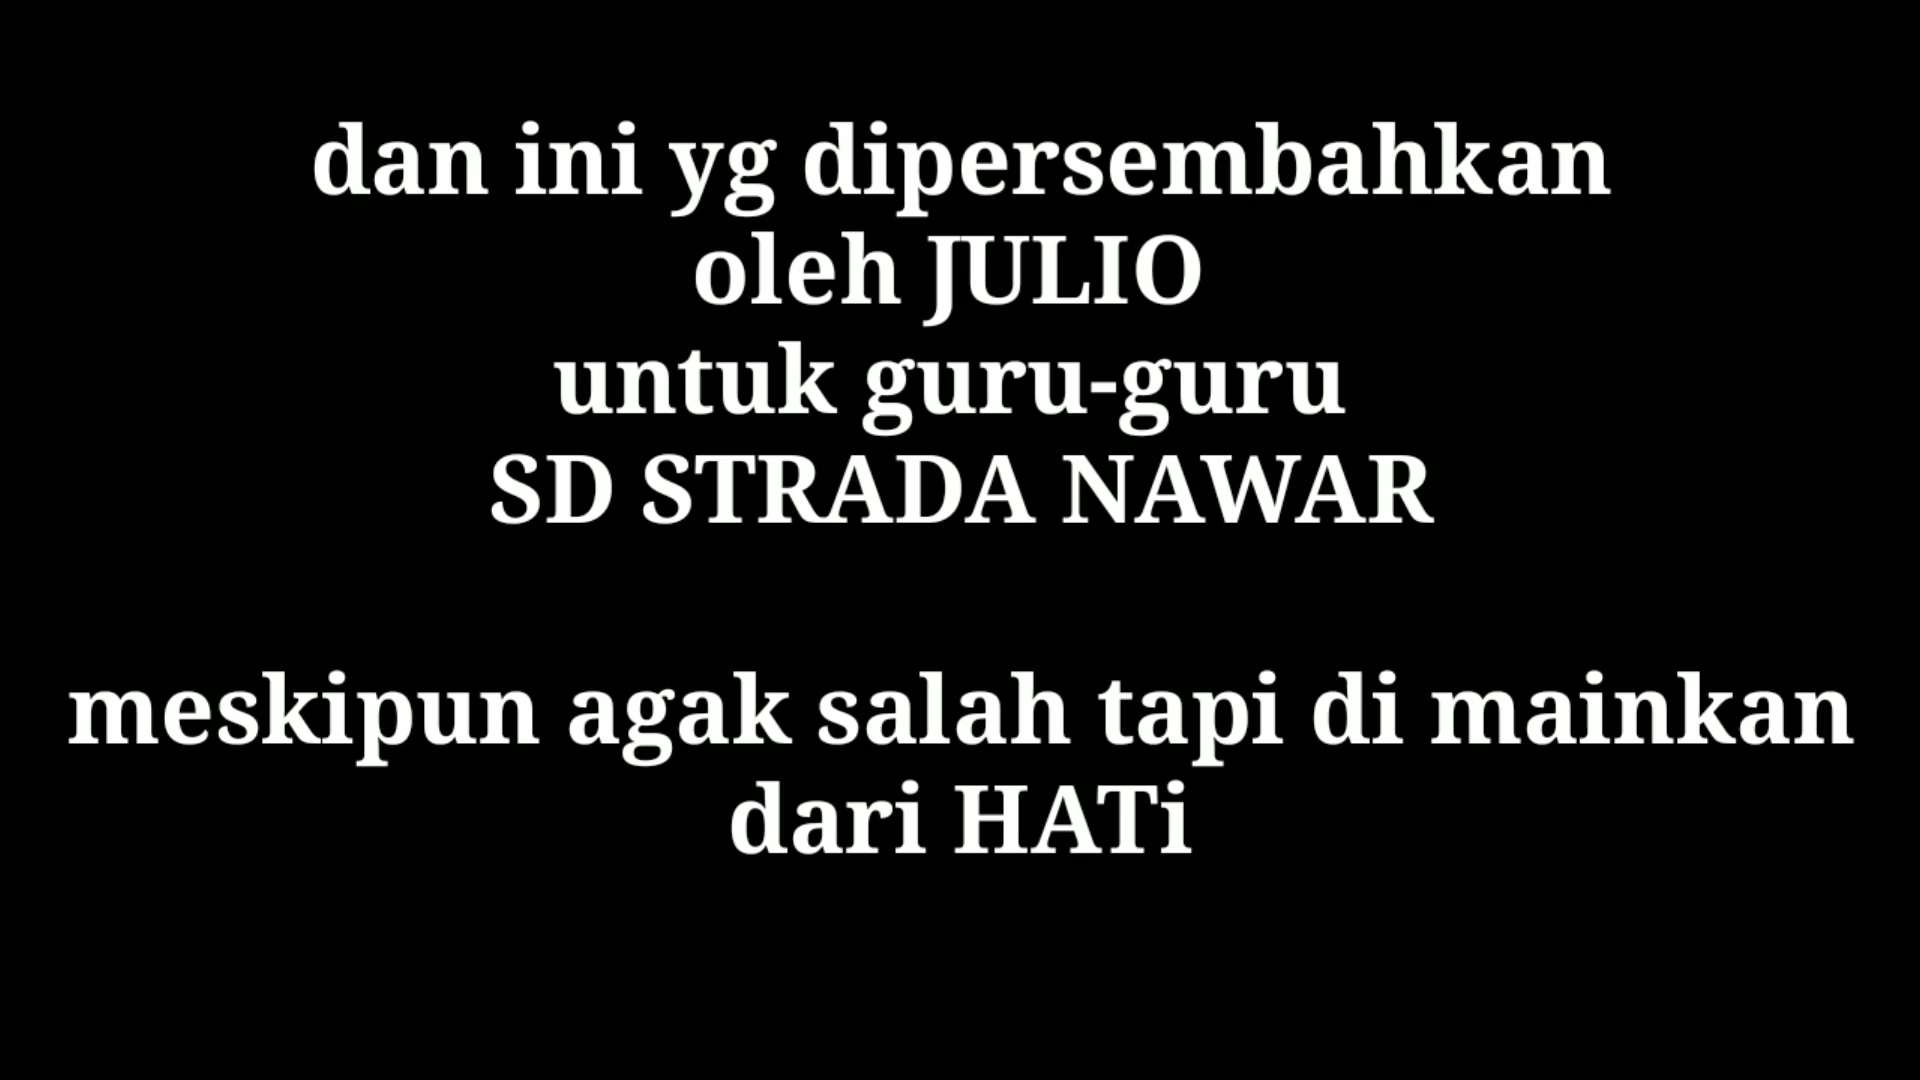 dan ini yg dipersembahkan
oleh JULIO
untuk guru-guru
SD STRADA NAWAR
meskipun agak salah tapi di mainkan
dari HATi